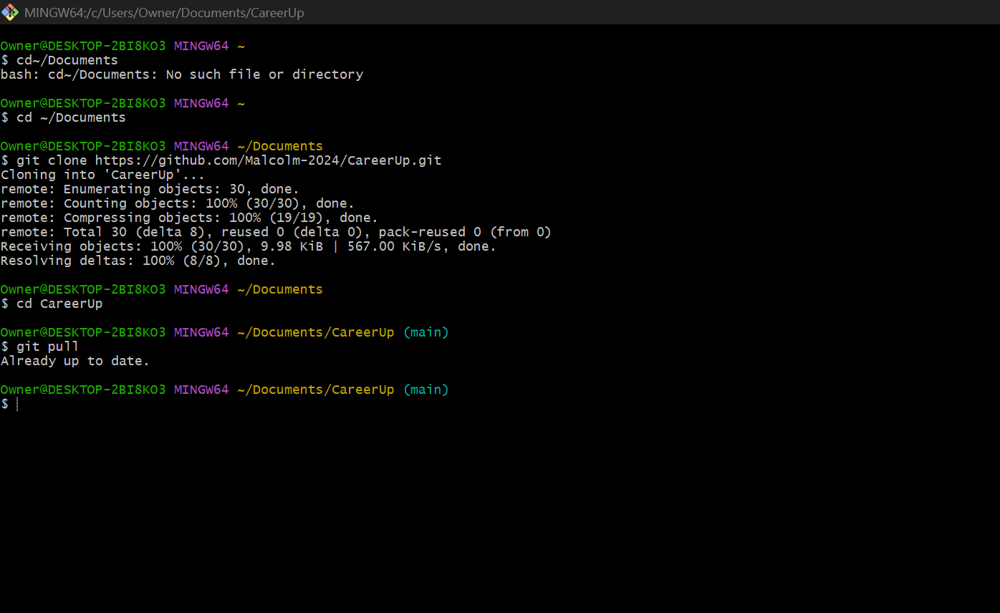 MINGW64:/c/Users/Owner/Documents/CareerUp
Owner@DESKTOP-2BI8KO3 MINGW64 ~
$ cd~/Documents
bash: cd~/Documents: No such file or directory
Owner@DESKTOP-2BI8KO3 MINGW64 ~
$ cd ~/Documents
Owner@DESKTOP-2BI8KO3 MINGW64 ~/Documents
$ git clone https://github.com/Malcolm-2024/CareerUp.git
Cloning into 'CareerUp'...
remote: Enumerating objects: 30, done.
remote: Counting objects: 100% (30/30), done.
remote: Compressing objects: 100% (19/19), done.
remote: Total 30 (delta 8), reused 0 (delta 0), pack-reused 0 (from 0)
Receiving objects: 100% (30/30), 9.98 KiB | 567.00 KiB/s, done.
Resolving deltas: 100% (8/8), done.
Owner@DESKTOP-2BI8KO3 MINGW64 ~/Documents
$ cd CareerUp
Owner@DESKTOP-2BI8KO3 MINGW64 ~/Documents/CareerUp (main)
$ git pull
Already up to date.
Owner@DESKTOP-2BI8KO3 MINGW64 ~/Documents/CareerUp (main)
$